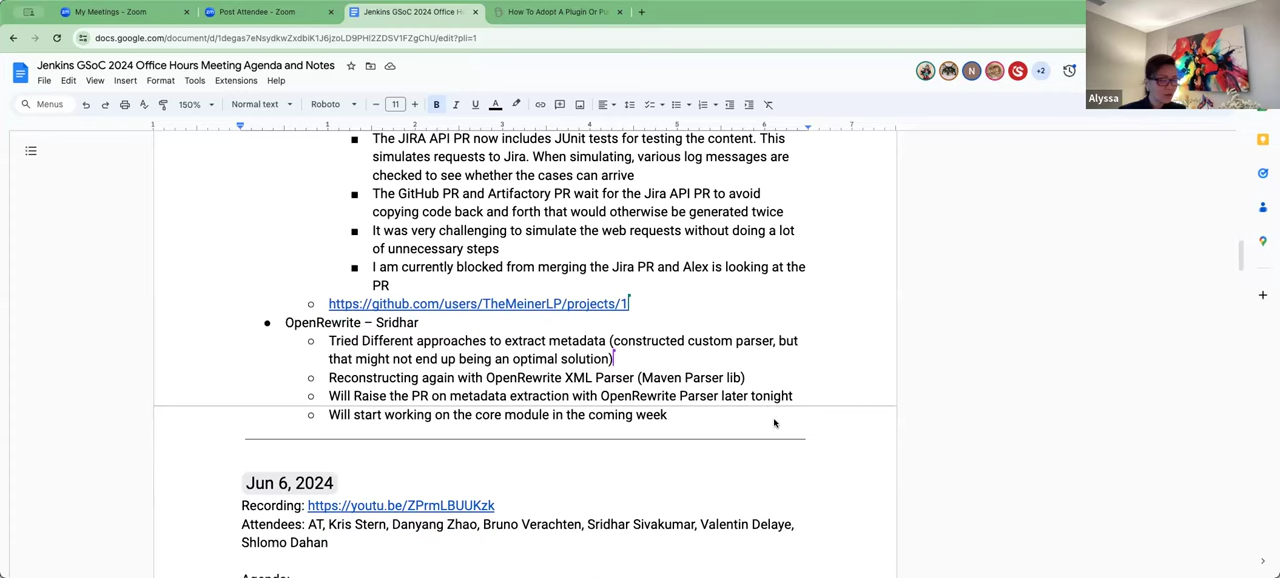 My Meetings - Zoom
Post Attendee - Zoom
Jenkins GSoC 2024 Office H
How To Adopt A Plugin Or Pu
docs.google.com/document/d/1degas7eNsydkwZxdbiK1J6jzoLD9PHl2ZDSV1FZgChU/edit?pli=1
Jenkins GSoC 2024 Office Hours Meeting Agenda and Notes
File Edit View Insert Format Tools Extensions Help
N
+2
Alyssa
Menus 150% Normal text Roboto 11 B I U A
1 1 2 3 4 5 6 7
The JIRA API PR now includes JUnit tests for testing the content. This
simulates requests to Jira. When simulating, various log messages are
checked to see whether the cases can arrive
The GitHub PR and Artifactory PR wait for the Jira API PR to avoid
copying code back and forth that would otherwise be generated twice
It was very challenging to simulate the web requests without doing a lot
of unnecessary steps
I am currently blocked from merging the Jira PR and Alex is looking at the
PR
https://github.com/users/TheMeinerLP/projects/1
OpenRewrite – Sridhar
Tried Different approaches to extract metadata (constructed custom parser, but
that might not end up being an optimal solution)
Reconstructing again with OpenRewrite XML Parser (Maven Parser lib)
Will Raise the PR on metadata extraction with OpenRewrite Parser later tonight
Will start working on the core module in the coming week
Jun 6, 2024
Recording: https://youtu.be/ZPrmLBUUKzk
Attendees: AT, Kris Stern, Danyang Zhao, Bruno Verachten, Sridhar Sivakumar, Valentin Delaye,
Shlomo Dahan
Agenda: